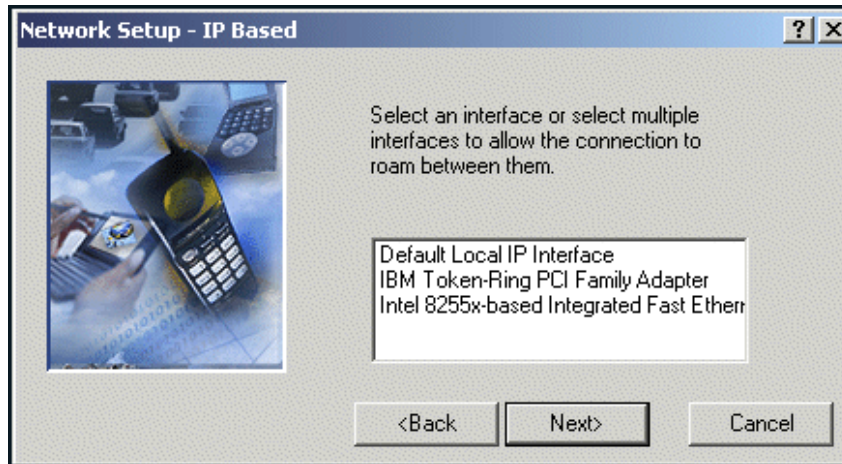 Network Setup - IP Based
Select an interface or select multiple
interfaces to allow the connection to
roam between them.
Default Local IP Interface
IBM Token-Ring PCI Family Adapter
Intel 8255x-based Integrated Fast Ethern
<Back
Next>
Cancel